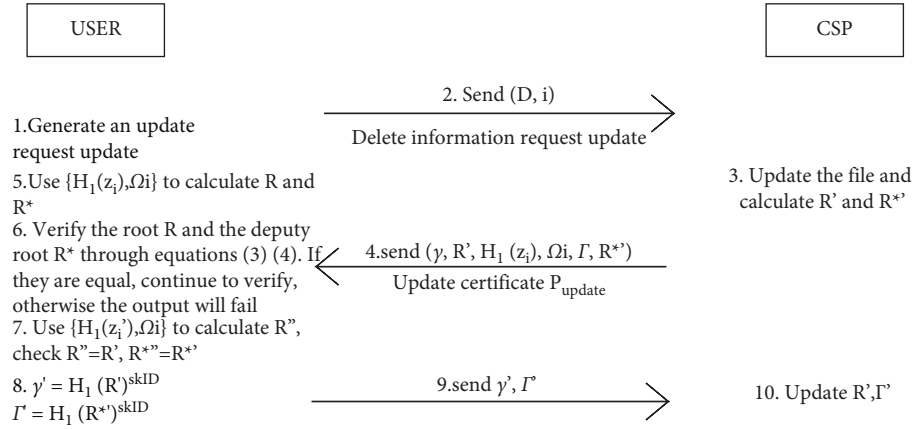 USER
CSP
2. Send (D, i)
Delete information request update
1.Generate an update
request update
5.Use {H₁(zᵢ),Ωi} to calculate R and
R*
3. Update the file and
calculate R' and R*'
6. Verify the root R and the deputy
root R* through equations (3) (4). If
they are equal, continue to verify,
otherwise the output will fail
4.send (γ, R', H₁ (zᵢ), Ωi, Γ, R*')
Update certificate P_update
7. Use {H₁(zᵢ'),Ωi} to calculate R'',
check R''=R', R*''=R*'
8. γ' = H₁ (R')^skID
Γ' = H₁ (R*')^skID
9.send γ', Γ'
10. Update R',Γ'